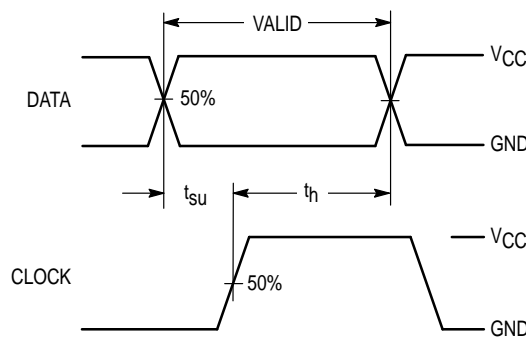 VALID
VCC
DATA
50%
GND
tsu
th
VCC
CLOCK
50%
GND